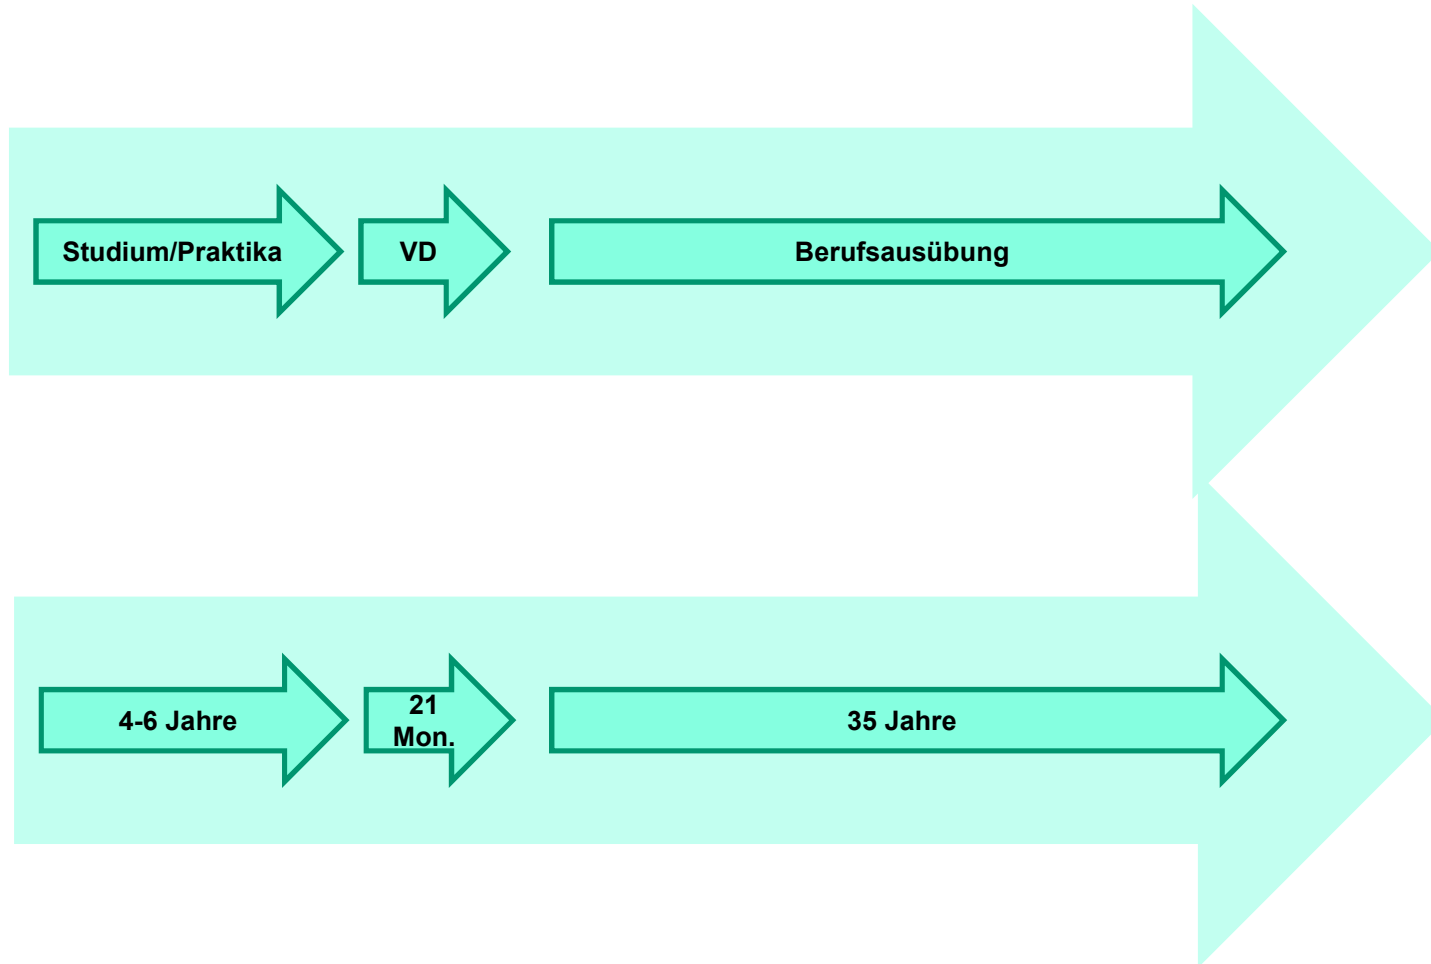 Studium/Praktika
VD
Berufsausübung
4-6 Jahre
21
Mon.
35 Jahre